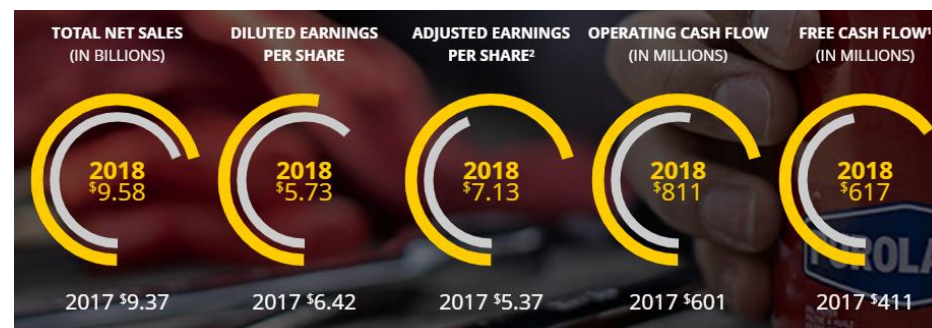 TOTAL NET SALES
(IN BILLIONS)
2018
$9.58
2017 $9.37
DILUTED EARNINGS
PER SHARE
2018
$5.73
2017 $6.42
ADJUSTED EARNINGS
PER SHARE²
2018
$7.13
2017 $5.37
OPERATING CASH FLOW
(IN MILLIONS)
2018
$811
2017 $601
FREE CASH FLOW¹
(IN MILLIONS)
2018
$617
2017 $411